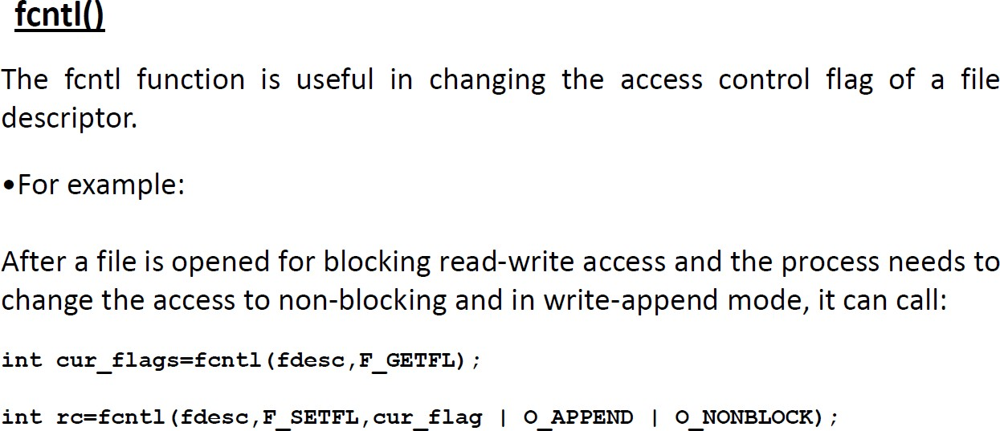 fcntl()
The fcntl function is useful in changing the access control flag of a file
descriptor.
•For example:
After a file is opened for blocking read-write access and the process needs to
change the access to non-blocking and in write-append mode, it can call:
int cur_flags=fcntl(fdesc,F_GETFL);
int rc=fcntl(fdesc,F_SETFL,cur_flag | O_APPEND | O_NONBLOCK);